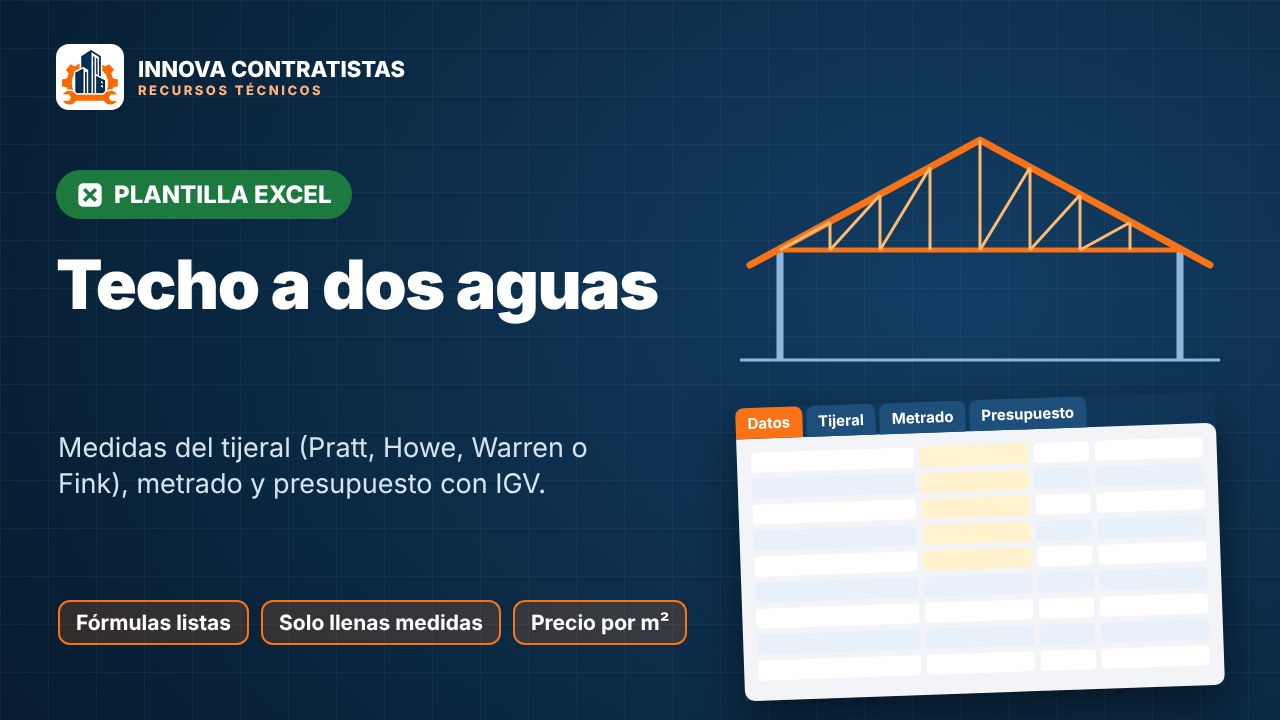 INNOVA CONTRATISTAS
RECURSOS TÉCNICOS
PLANTILLA EXCEL
Techo a dos aguas
Medidas del tijeral (Pratt, Howe, Warren o
Fink), metrado y presupuesto con IGV.
Fórmulas listas
Solo llenas medidas
Precio por m²
Datos
Tijeral
Metrado
Presupuesto